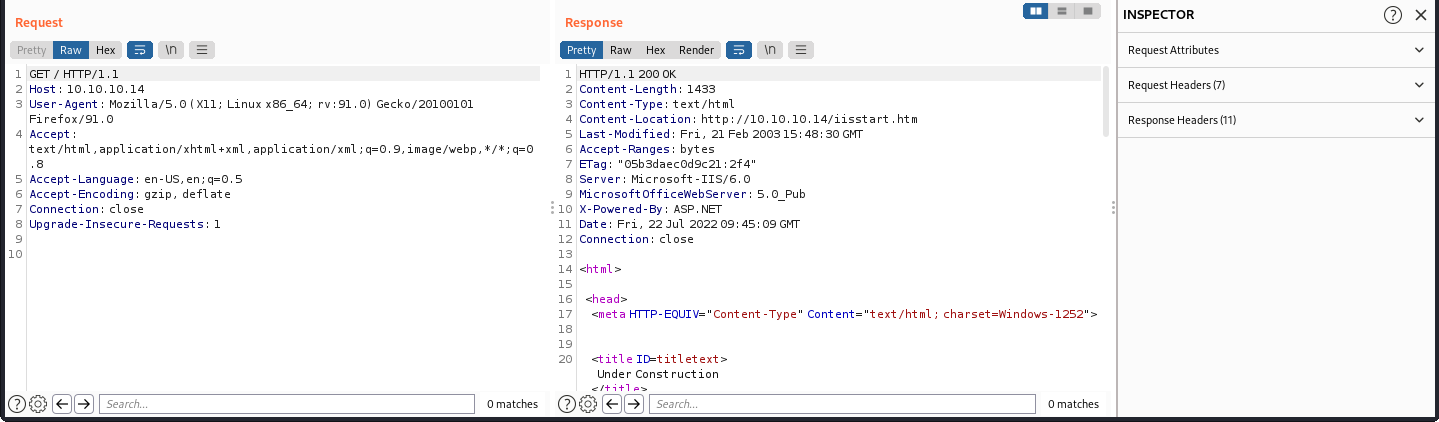 Request
Pretty Raw Hex \n
1 GET / HTTP/1.1
2 Host: 10.10.10.14
3 User-Agent: Mozilla/5.0 (X11; Linux x86_64; rv:91.0) Gecko/20100101
Firefox/91.0
4 Accept:
text/html,application/xhtml+xml,application/xml;q=0.9,image/webp,*/*;q=0
.8
5 Accept-Language: en-US,en;q=0.5
6 Accept-Encoding: gzip, deflate
7 Connection: close
8 Upgrade-Insecure-Requests: 1
9
10
Search...
0 matches
Response
Pretty Raw Hex Render \n
1 HTTP/1.1 200 OK
2 Content-Length: 1433
3 Content-Type: text/html
4 Content-Location: http://10.10.10.14/iisstart.htm
5 Last-Modified: Fri, 21 Feb 2003 15:48:30 GMT
6 Accept-Ranges: bytes
7 ETag: "05b3daec0d9c21:2f4"
8 Server: Microsoft-IIS/6.0
9 MicrosoftOfficeWebServer: 5.0_Pub
10 X-Powered-By: ASP.NET
11 Date: Fri, 22 Jul 2022 09:45:09 GMT
12 Connection: close
13
14 <html>
15
16 <head>
17 <meta HTTP-EQUIV="Content-Type" Content="text/html; charset=Windows-1252">
18
19
20 <title ID=titletext>
Under Construction
</title>
Search...
0 matches
INSPECTOR
Request Attributes
Request Headers (7)
Response Headers (11)